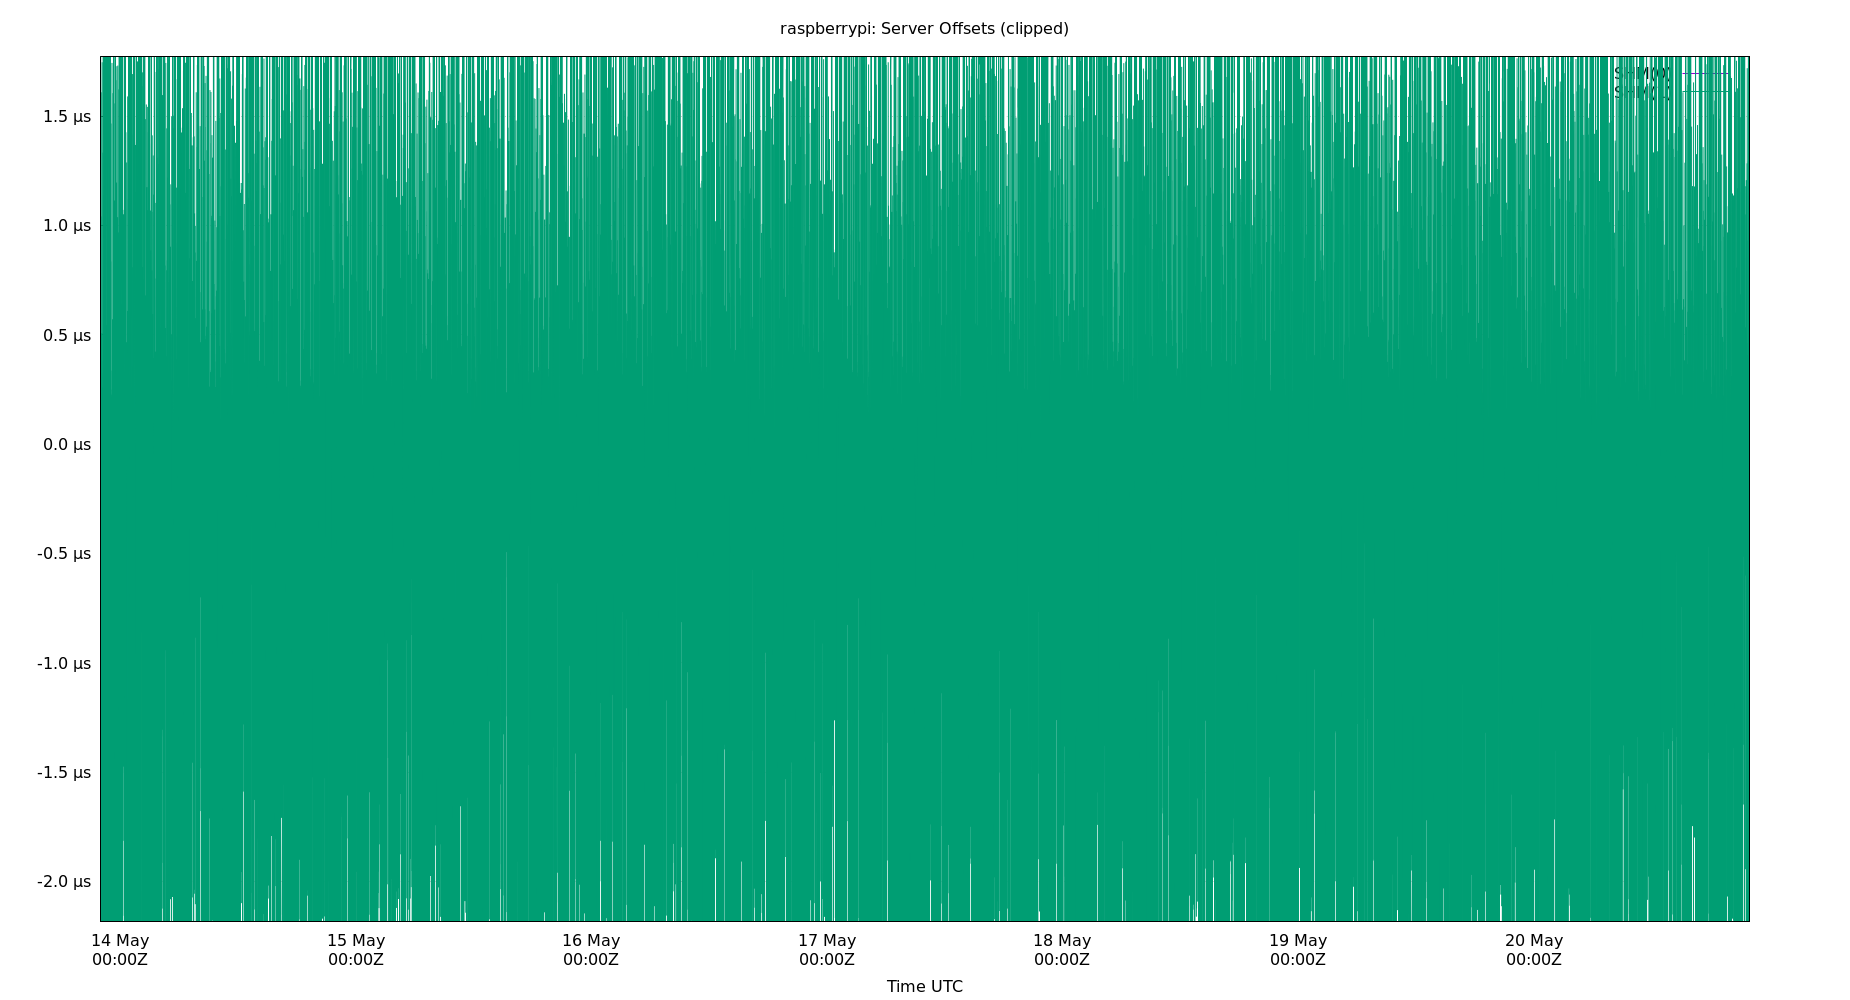 raspberrypi: Server Offsets (clipped)
1.5 µs
1.0 µs
0.5 µs
0.0 µs
-0.5 µs
-1.0 µs
-1.5 µs
-2.0 µs
14 May 15 May 16 May 17 May 18 May 19 May 20 May
00:00Z 00:00Z 00:00Z 00:00Z 00:00Z 00:00Z 00:00Z
Time UTC